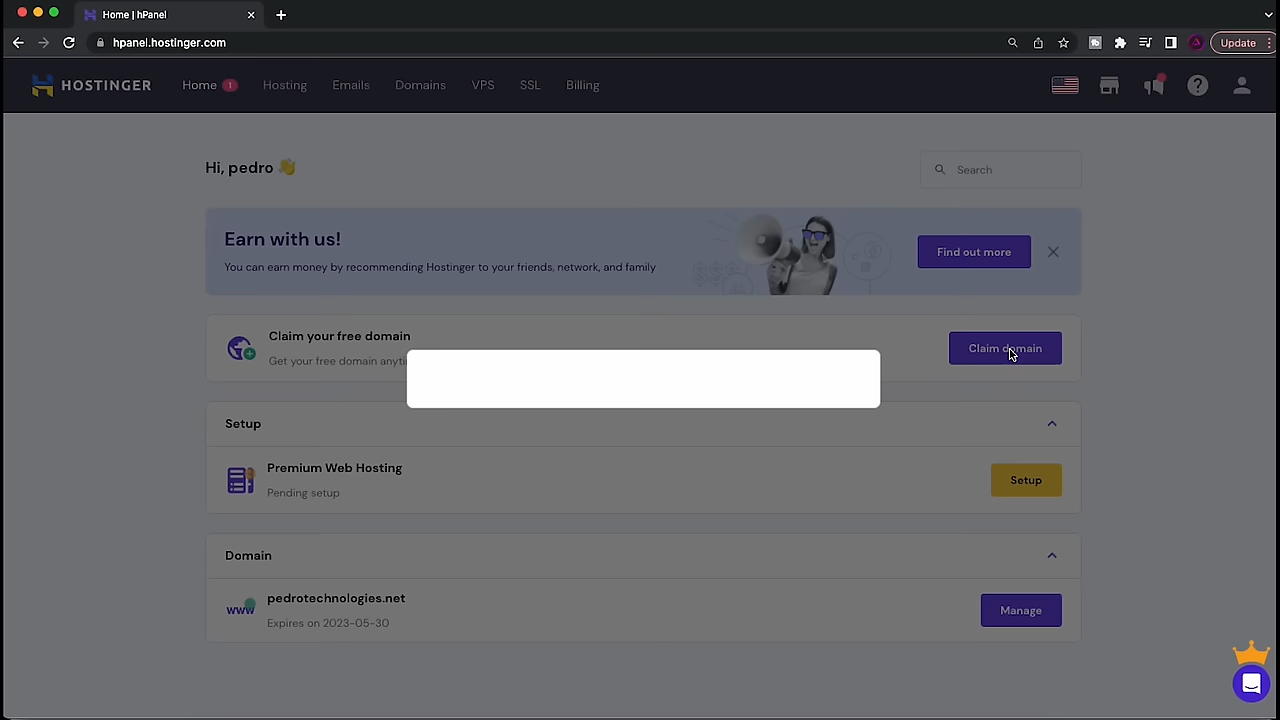 Home | hPanel
hpanel.hostinger.com
Update
HOSTINGER
Home 1
Hosting
Emails
Domains
VPS
SSL
Billing
Hi, pedro 👋
Search
Earn with us!
You can earn money by recommending Hostinger to your friends, network, and family
Find out more
Claim your free domain
Get your free domain
Claim domain
Setup
Premium Web Hosting
Pending setup
Setup
Domain
www
pedrotechnologies.net
Expires on 2023-05-30
Manage